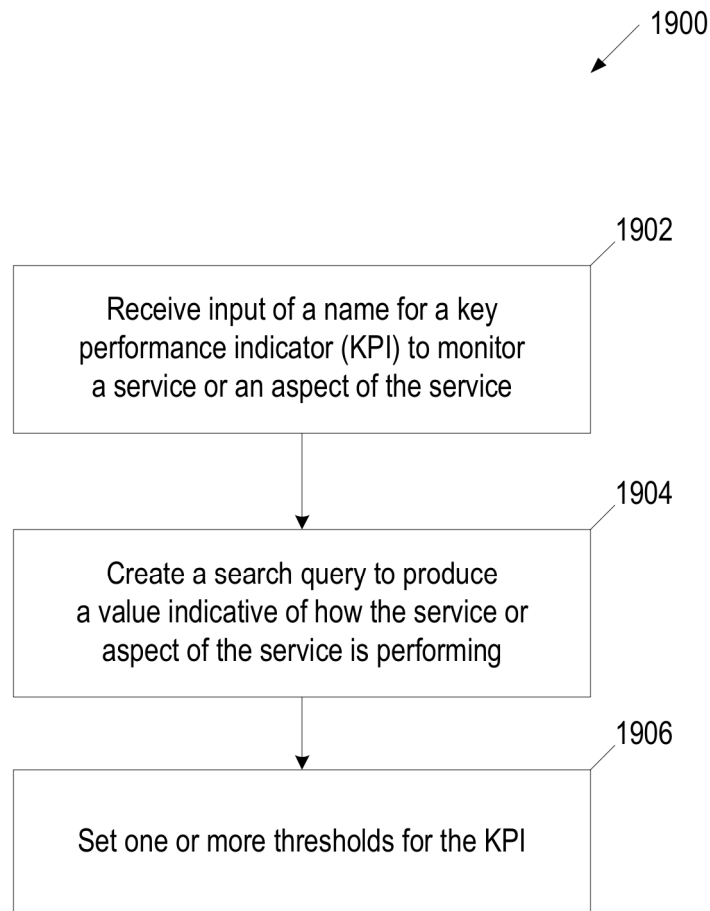 1900
1902
Receive input of a name for a key
performance indicator (KPI) to monitor
a service or an aspect of the service
1904
Create a search query to produce
a value indicative of how the service or
aspect of the service is performing
1906
Set one or more thresholds for the KPI